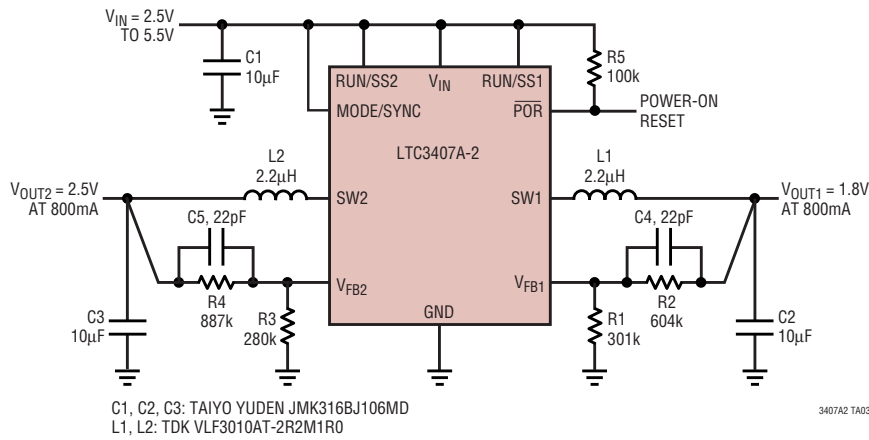 VIN = 2.5V
TO 5.5V
C1
10µF
R5
100k
RUN/SS2
VIN
RUN/SS1
MODE/SYNC
POR
POWER-ON
RESET
LTC3407A-2
L2
2.2µH
L1
2.2µH
VOUT2 = 2.5V
AT 800mA
SW2
SW1
VOUT1 = 1.8V
AT 800mA
C5, 22pF
C4, 22pF
VFB2
VFB1
R4
887k
R2
604k
GND
C3
10µF
R3
280k
R1
301k
C2
10µF
C1, C2, C3: TAIYO YUDEN JMK316BJ106MD
L1, L2: TDK VLF3010AT-2R2M1R0
3407A2 TA03